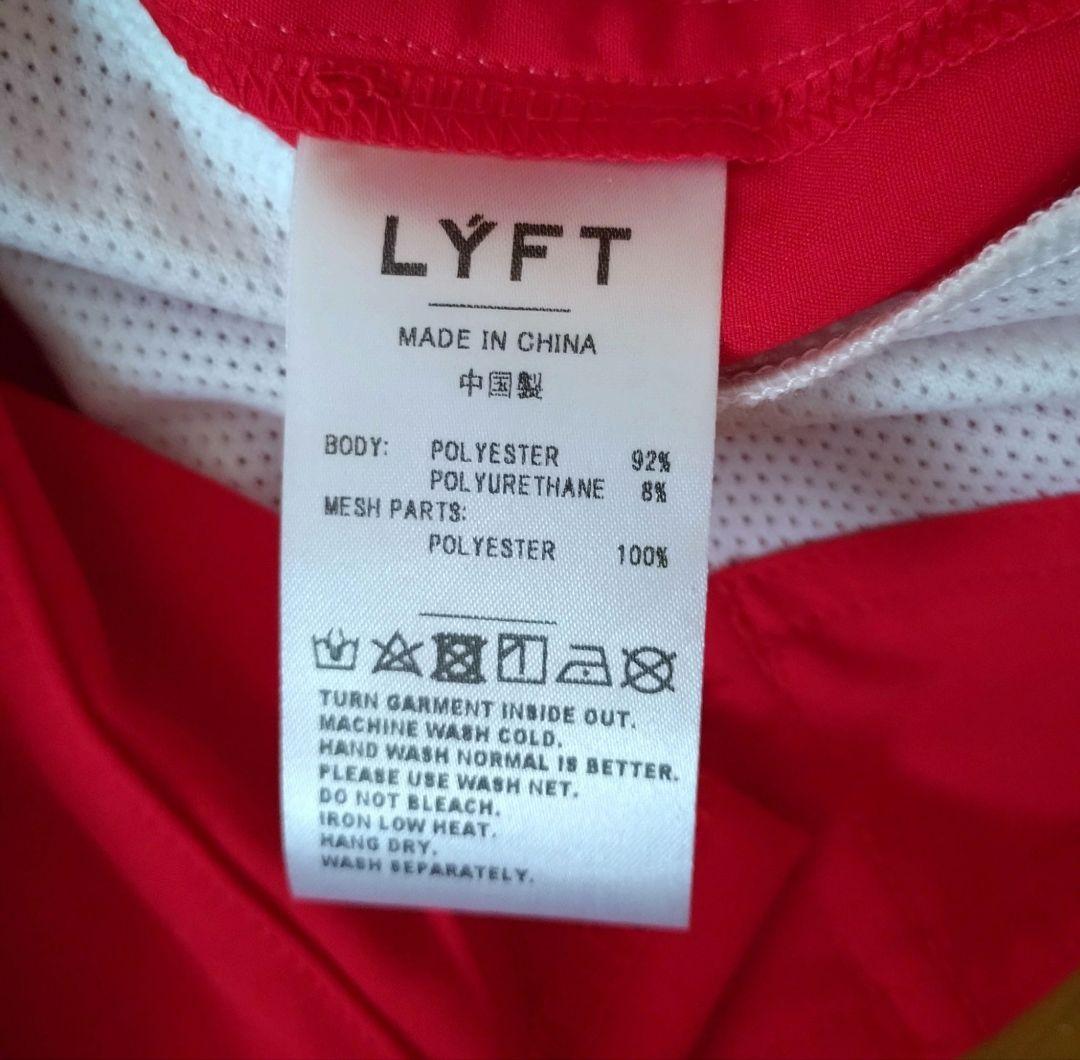 LÝFT
MADE IN CHINA
中国製
BODY: POLYESTER 92%
POLYURETHANE 8%
MESH PARTS:
POLYESTER 100%
TURN GARMENT INSIDE OUT.
MACHINE WASH COLD.
HAND WASH NORMAL IS BETTER.
PLEASE USE WASH NET.
DO NOT BLEACH.
IRON LOW HEAT.
HANG DRY.
WASH SEPARATELY.